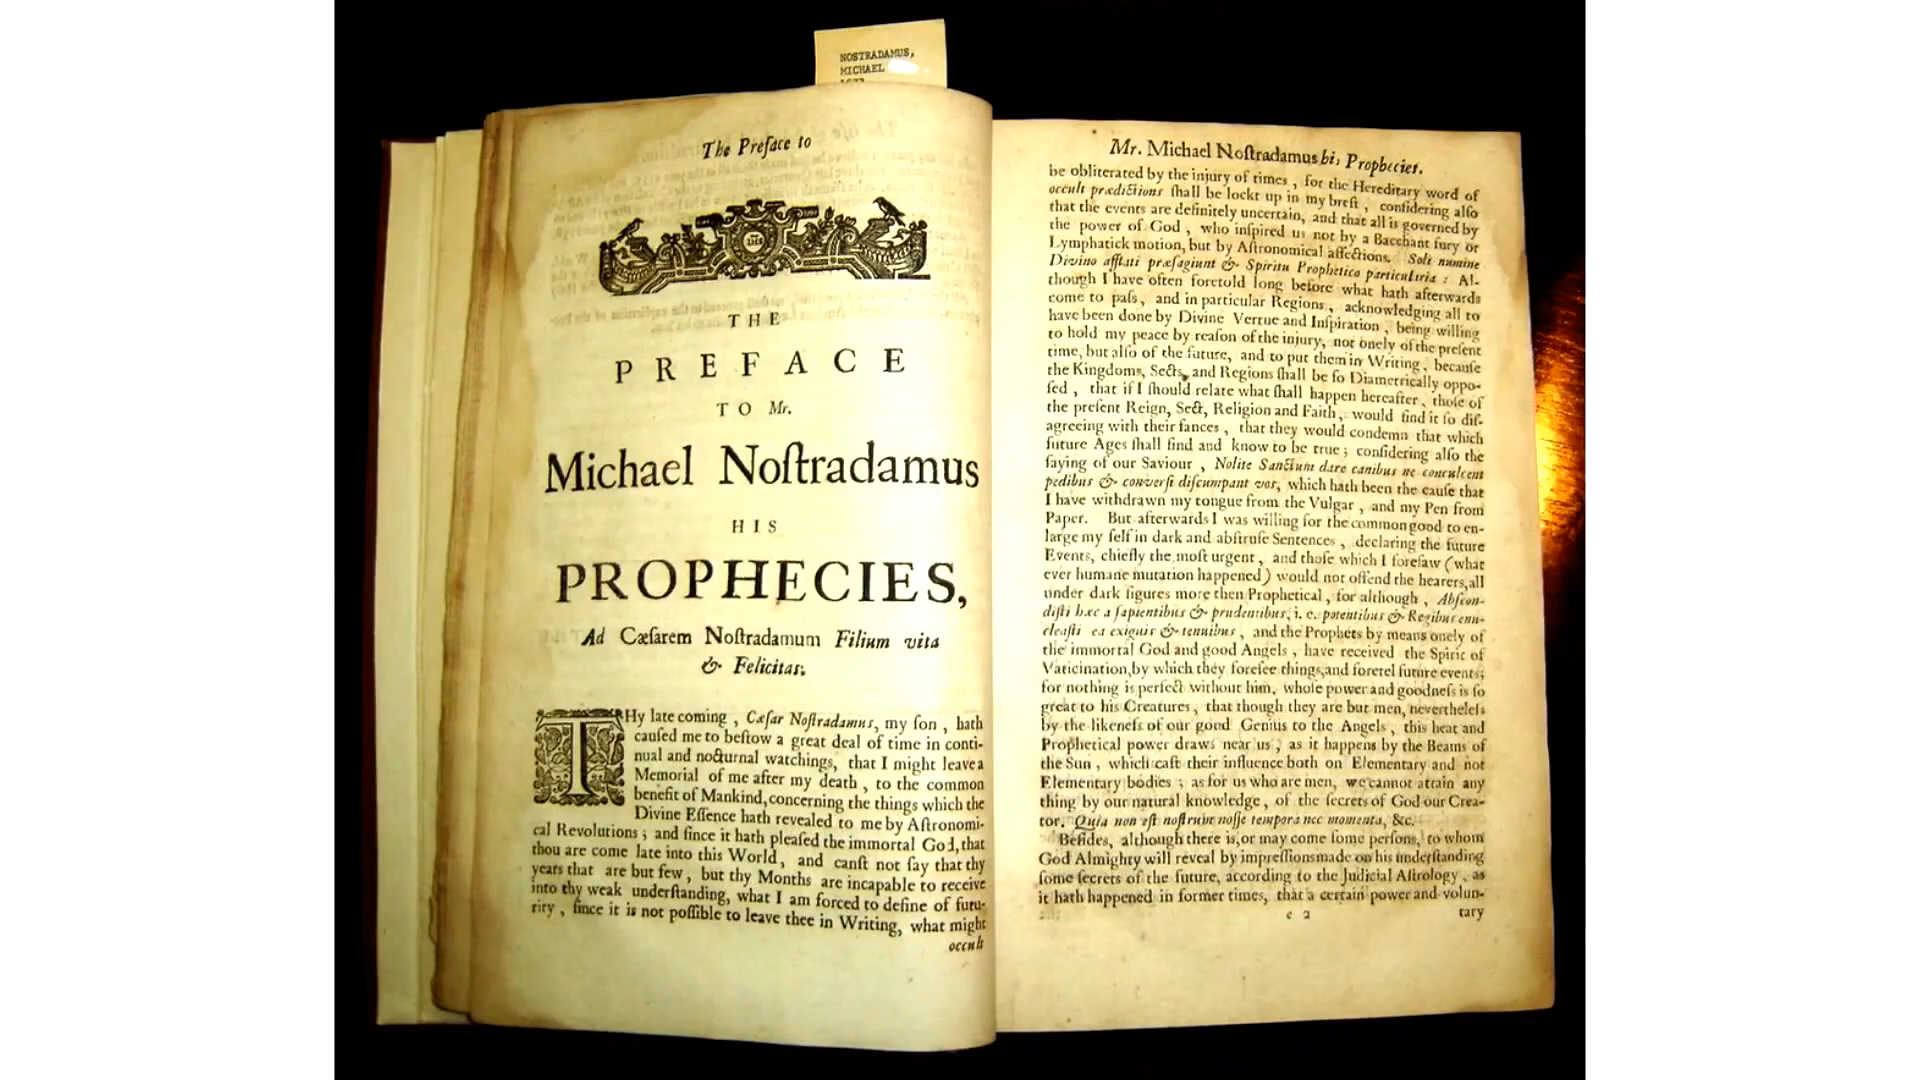 NOSTRADAMUS,
MICHAEL
The Preface to
THE
PREFACE
TO Mr.
Michael Noſtradamus
HIS
PROPHECIES,
Ad Cæſarem Noſtradamum Filium vita
& Felicitas.
THy late coming , Cæſar Noſtradamus, my ſon , hath
cauſed me to beſtow a great deal of time in conti-
nual and nocturnal watchings, that I might leave a
Memorial of me after my death , to the common
benefit of Mankind, concerning the things which the
Divine Eſſence hath revealed to me by Aſtronomi-
cal Revolutions ; and ſince it hath pleaſed the immortal God, that
thou are come late into this World , and canſt not ſay that thy
years that are but few , but thy Months are incapable to receive
into thy weak underſtanding, what I am forced to define of futu-
rity , ſince it is not poſſible to leave thee in Writing, what might
occult
Mr. Michael Noſtradamus his Prophecies.
be obliterated by the injury of times , for the Hereditary word of
occult prædictions ſhall be lockt up in my breſt , conſidering alſo
that the events are definitely uncertain, and that all is governed by
the power of God , who inſpired us not by a Bacchant fury or
Lymphatick motion, but by Aſtronomical affections. Soli numine
Divino afflati præſagiunt & Spiritu Prophetico particularia : Al-
though I have often foretold long before what hath afterwards
come to paſs, and in particular Regions , acknowledging all to
have been done by Divine Vertue and Inſpiration , being willing
to hold my peace by reaſon of the injury, not onely of the preſent
time, but alſo of the future, and to put them in Writing , becauſe
the Kingdoms, Sects, and Regions ſhall be ſo Diametrically oppo-
ſed , that if I ſhould relate what ſhall happen hereafter , thoſe of
the preſent Reign, Sect, Religion and Faith, would find it ſo diſ-
agreeing with their fances , that they would condemn that which
future Ages ſhall find and know to be true ; conſidering alſo the
ſaying of our Saviour , Nolite Sanctum dare canibus ne conculcent
pedibus & converſi diſcumpant vos, which hath been the cauſe that
I have withdrawn my tongue from the Vulgar , and my Pen from
Paper. But afterwards I was willing for the common good to en-
large my ſelf in dark and abſtruſe Sentences , declaring the future
Events, chiefly the moſt urgent , and thoſe which I foreſaw (what
ever humane mutation happened) would not offend the hearers, all
under dark figures more then Prophetical , for although , Abſcon-
diſti hæc a ſapientibus & prudentibus, i. e. potentibus & Regibus enu-
cleaſti ea exiguis & tenuibus , and the Prophets by means onely of
the immortal God and good Angels , have received the Spirit of
Vaticination, by which they foreſee things, and foretel future events;
for nothing is perfect without him, whoſe power and goodneſs is ſo
great to his Creatures , that though they are but men, nevertheleſs
by the likeneſs of our good Genius to the Angels , this heat and
Prophetical power draws near us , as it happens by the Beams of
the Sun , which caſt their influence both on Elementary and not
Elementary bodies ; as for us who are men, we cannot attain any
thing by our natural knowledge , of the ſecrets of God our Crea-
tor. Quia non eſt noſtrum noſſe tempora nec momenta, &c.
Beſides, although there is, or may come ſome perſons, to whom
God Almighty will reveal by impreſſions made on his underſtanding
ſome ſecrets of the future, according to the Judicial Aſtrology , as
it hath happened in former times, that a certain power and volun-
e 2
tary